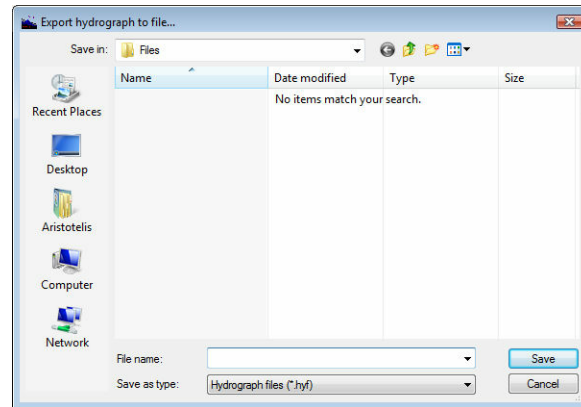 Export hydrograph to file...
Save in: Files
Name Date modified Type Size
No items match your search.
Recent Places
Desktop
Aristotelis
Computer
Network
File name: Save
Save as type: Hydrograph files (*.hyf) Cancel